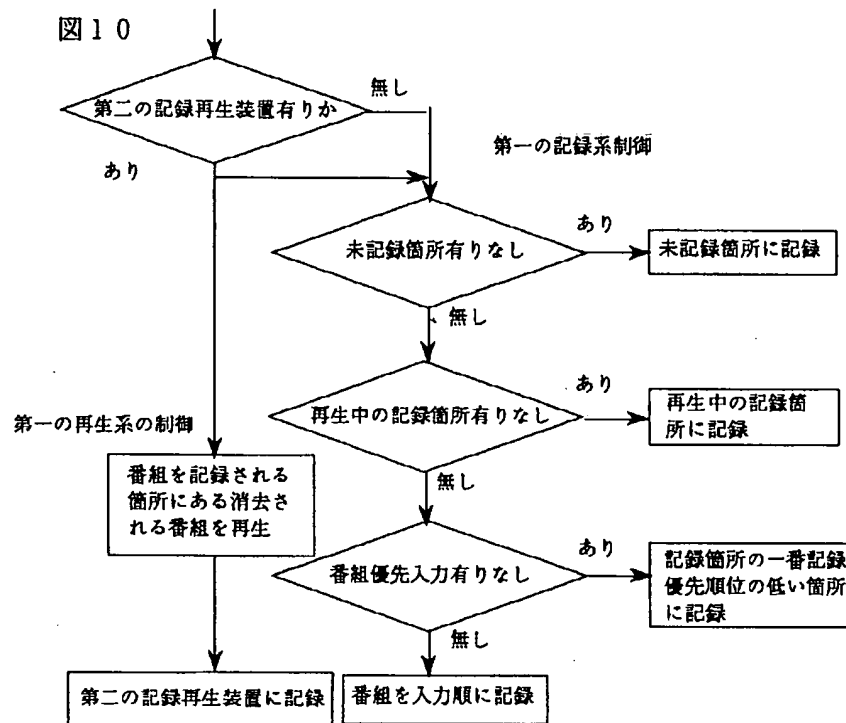 図10
第二の記録再生装置有りか
無し
あり
第一の記録系制御
未記録箇所有りなし
あり
未記録箇所に記録
無し
再生中の記録箇所有りなし
あり
再生中の記録箇
所に記録
第一の再生系の制御
無し
番組を記録される
箇所にある消去さ
れる番組を再生
番組優先入力有りなし
あり
記録箇所の一番記録
優先順位の低い箇所
に記録
無し
第二の記録再生装置に記録
番組を入力順に記録